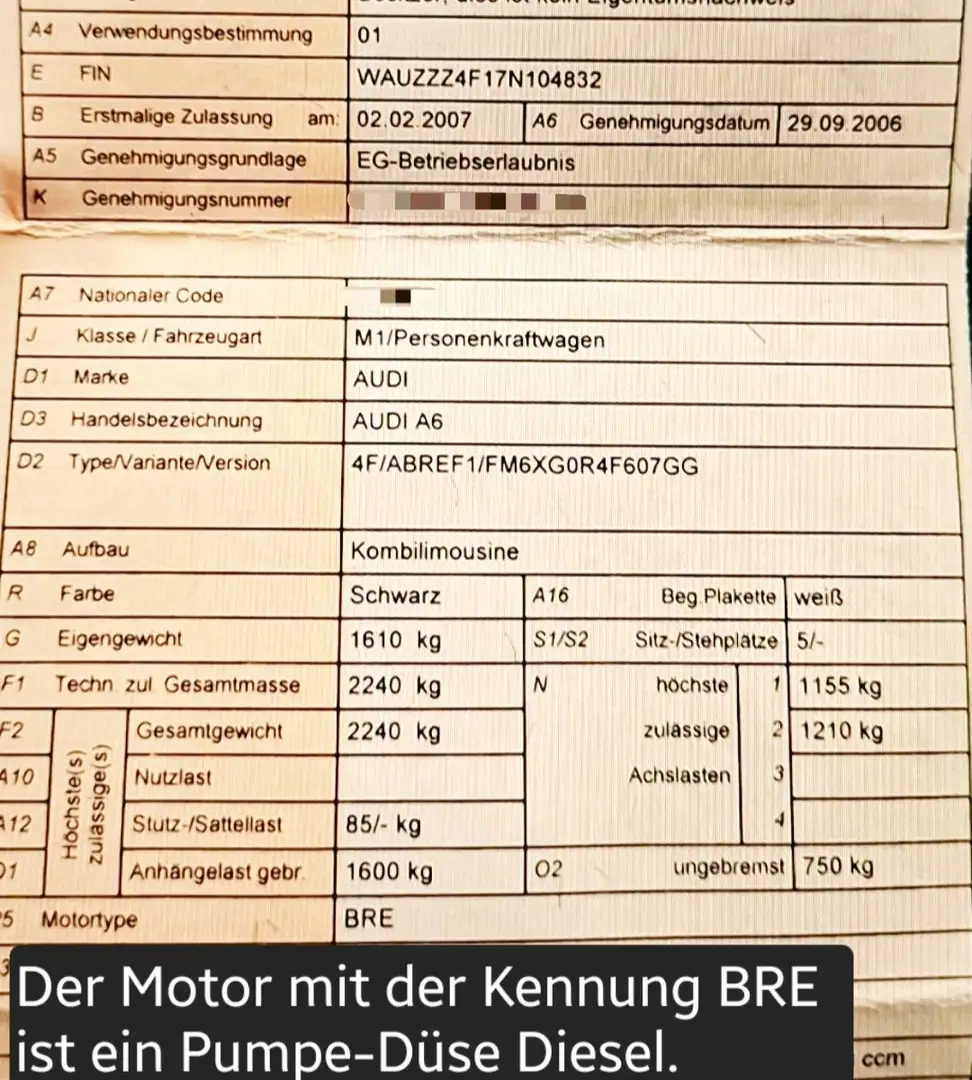 A4 Verwendungsbestimmung 01
E FIN WAUZZZ4F17N104832
B Erstmalige Zulassung am: 02.02.2007 A6 Genehmigungsdatum 29.09.2006
A5 Genehmigungsgrundlage EG-Betriebserlaubnis
K Genehmigungsnummer
A7 Nationaler Code
J Klasse / Fahrzeugart M1/Personenkraftwagen
D1 Marke AUDI
D3 Handelsbezeichnung AUDI A6
D2 Type/Variante/Version 4F/ABREF1/FM6XG0R4F607GG
A8 Aufbau Kombilimousine
R Farbe Schwarz A16 Beg.Plakette weiß
G Eigengewicht 1610 kg S1/S2 Sitz-/Stehplätze 5/-
F1 Techn. zul. Gesamtmasse 2240 kg N höchste 1 1155 kg
F2 Höchste(s) zulässige(s) Gesamtgewicht 2240 kg zulässige 2 1210 kg
A10 Nutzlast Achslasten 3
A12 Stütz-/Sattellast 85/- kg 4
O1 Anhängelast gebr. 1600 kg O2 ungebremst 750 kg
P5 Motortype BRE
Der Motor mit der Kennung BRE
ist ein Pumpe-Düse Diesel.
ccm